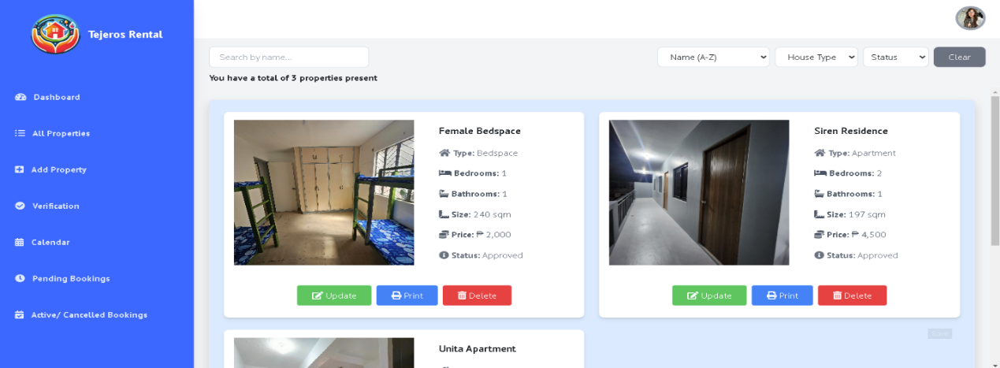 Tejeros Rental
Dashboard
All Properties
Add Property
Verification
Calendar
Pending Bookings
Active/ Cancelled Bookings
Search by name...
Name (A-Z)
House Type
Status
Clear
You have a total of 3 properties present
Female Bedspace
Type: Bedspace
Bedrooms: 1
Bathrooms: 1
Size: 240 sqm
Price: ₱ 2,000
Status: Approved
Update
Print
Delete
Siren Residence
Type: Apartment
Bedrooms: 2
Bathrooms: 1
Size: 197 sqm
Price: ₱ 4,500
Status: Approved
Update
Print
Delete
Unita Apartment